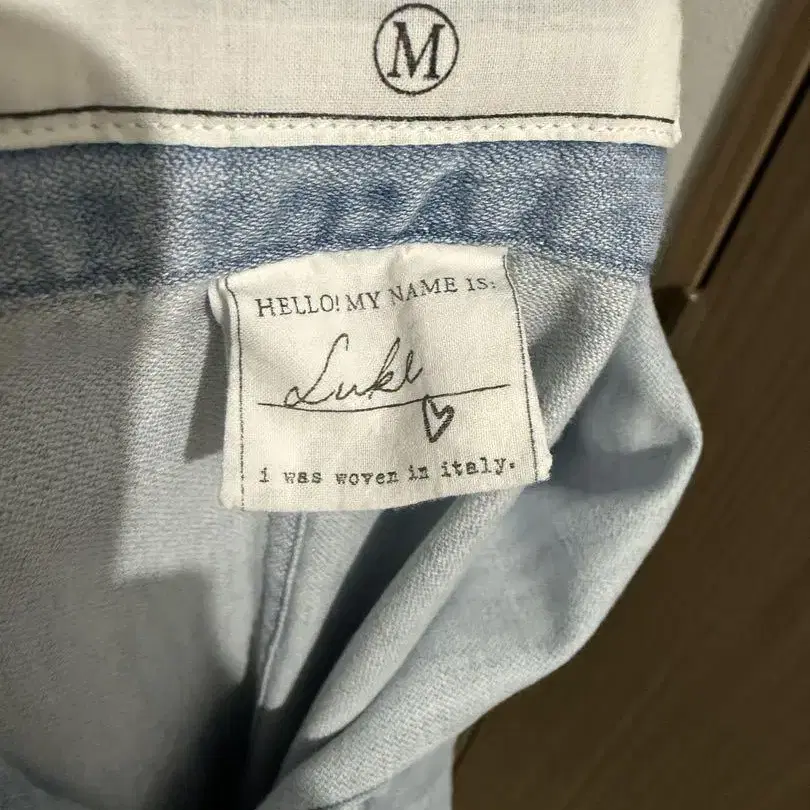 M
HELLO! MY NAME IS:
Luke
i was woven in italy.